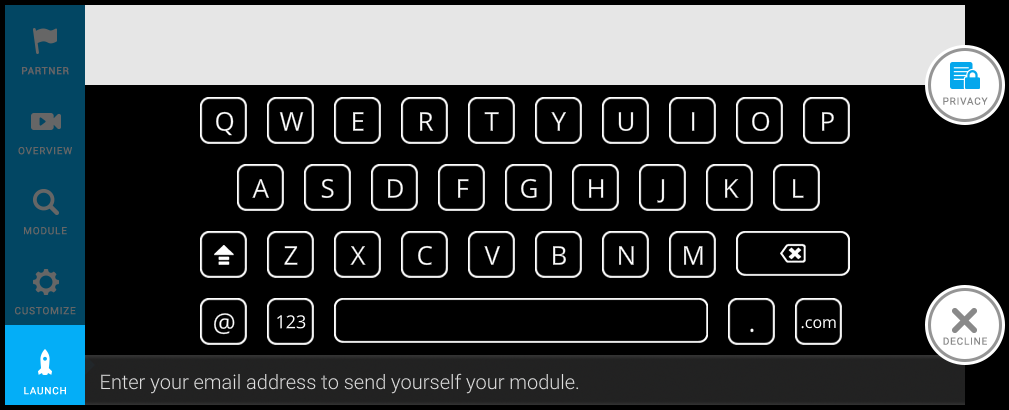 PARTNER
OVERVIEW
MODULE
CUSTOMIZE
LAUNCH
Q W E R T Y U I O P
A S D F G H J K L
Z X C V B N M
@ 123 . .com
Enter your email address to send yourself your module.
PRIVACY
DECLINE